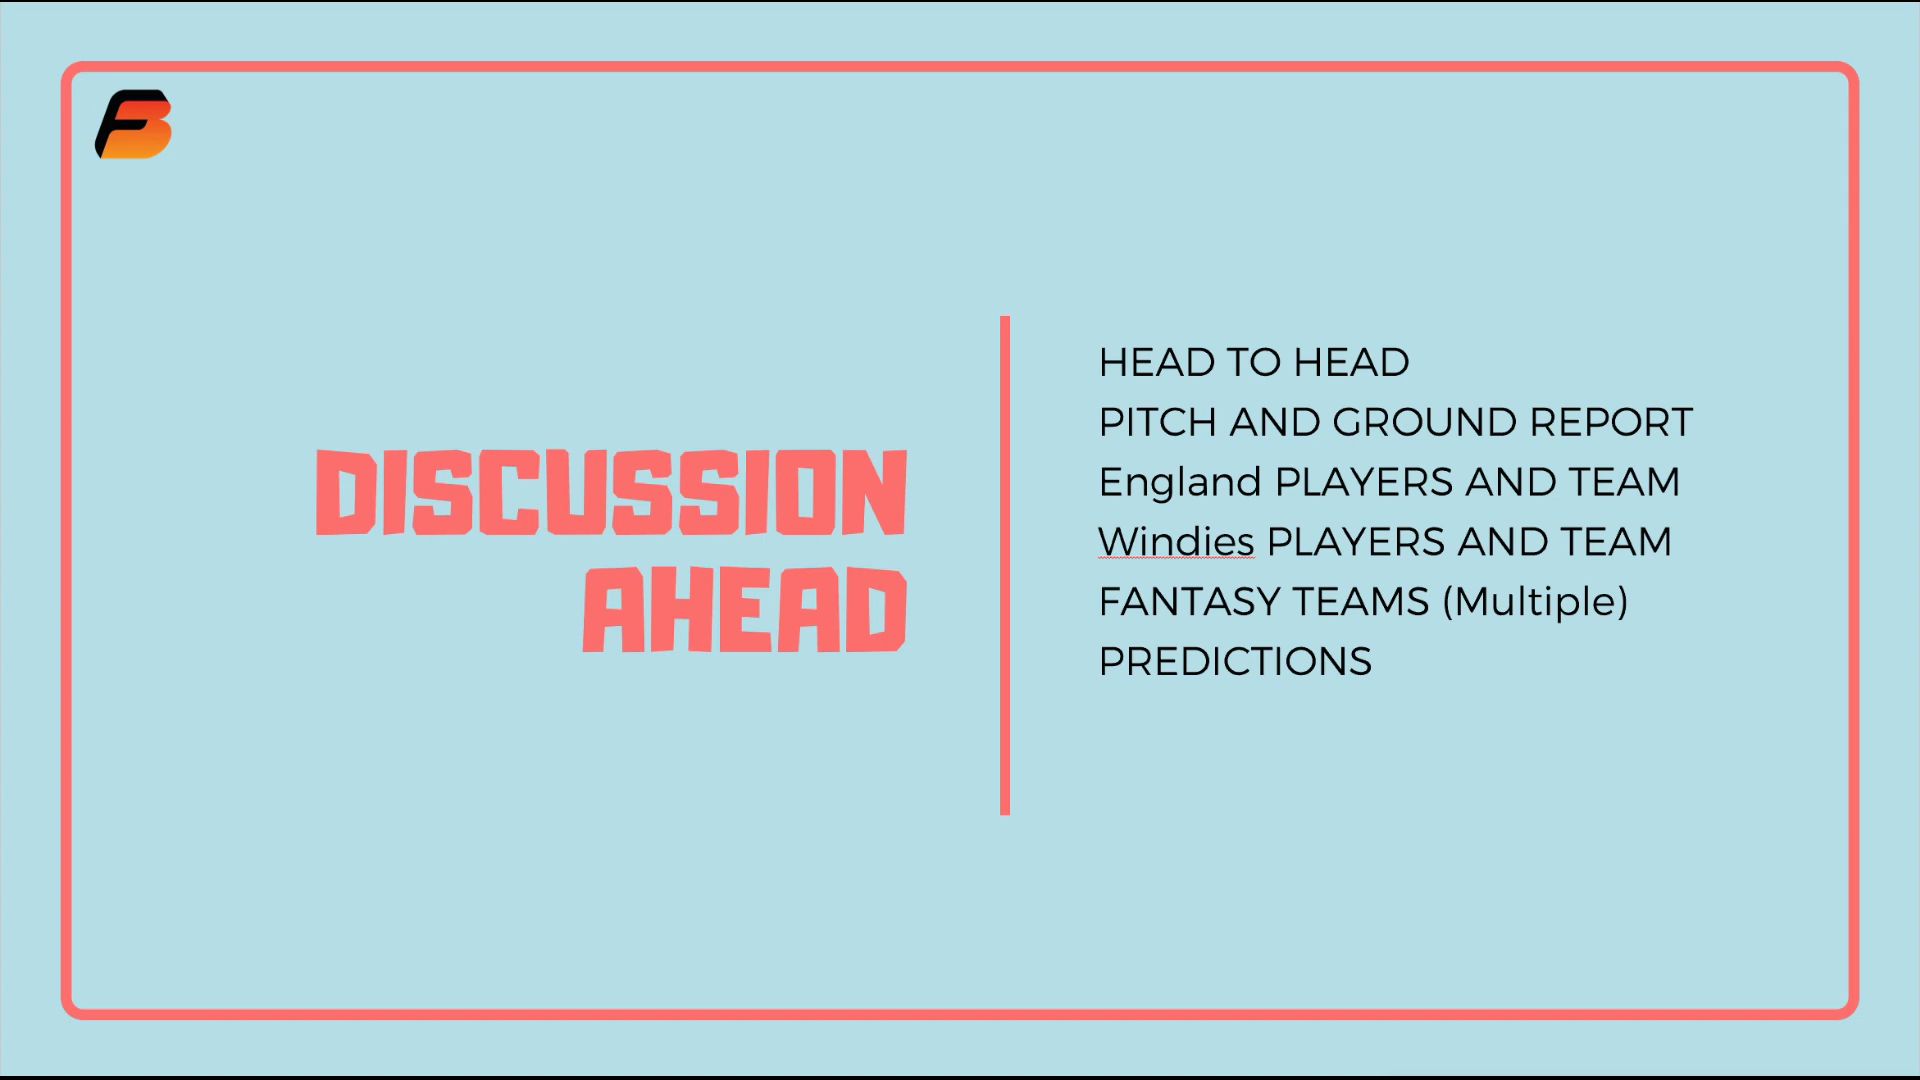 FB
DISCUSSION
AHEAD
HEAD TO HEAD
PITCH AND GROUND REPORT
England PLAYERS AND TEAM
Windies PLAYERS AND TEAM
FANTASY TEAMS (Multiple)
PREDICTIONS